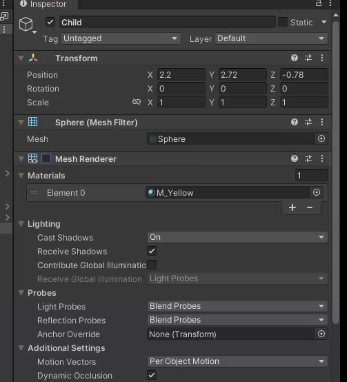 Inspector
Child Static
Tag Untagged Layer Default
Transform
Position X 2.2 Y 2.72 Z -0.78
Rotation X 0 Y 0 Z 0
Scale X 1 Y 1 Z 1
Sphere (Mesh Filter)
Mesh Sphere
Mesh Renderer
Materials 1
Element 0 M_Yellow
+ −
Lighting
Cast Shadows On
Receive Shadows
Contribute Global Illuminatic
Receive Global Illumination Light Probes
Probes
Light Probes Blend Probes
Reflection Probes Blend Probes
Anchor Override None (Transform)
Additional Settings
Motion Vectors Per Object Motion
Dynamic Occlusion